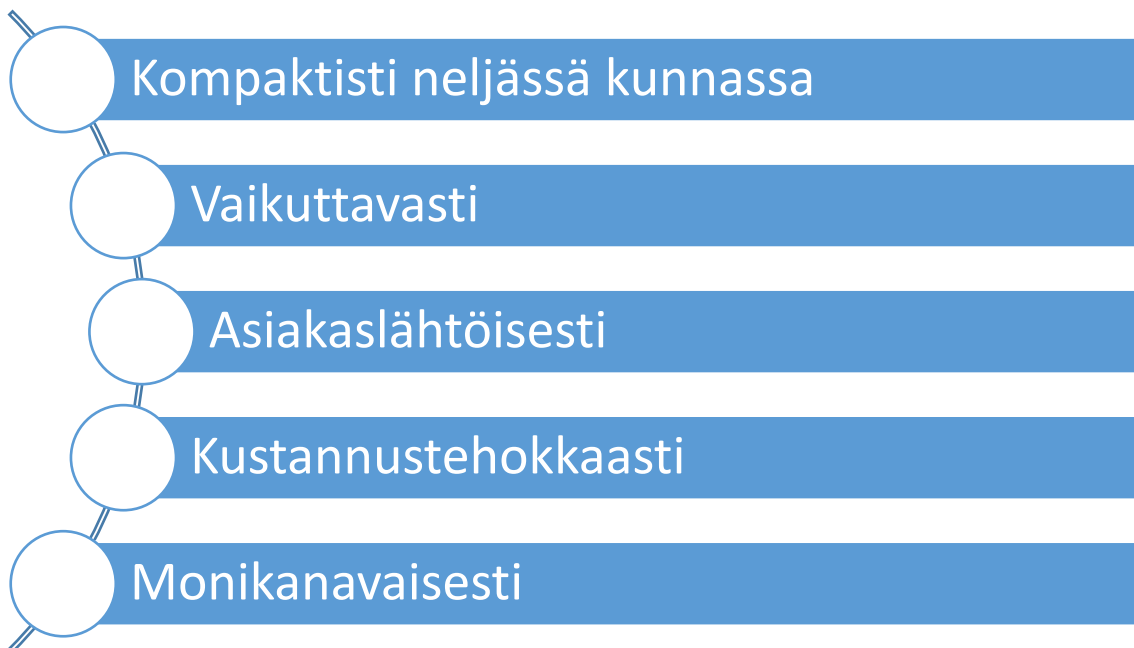 Kompaktisti neljässä kunnassa
Vaikuttavasti
Asiakaslähtöisesti
Kustannustehokkaasti
Monikanavaisesti